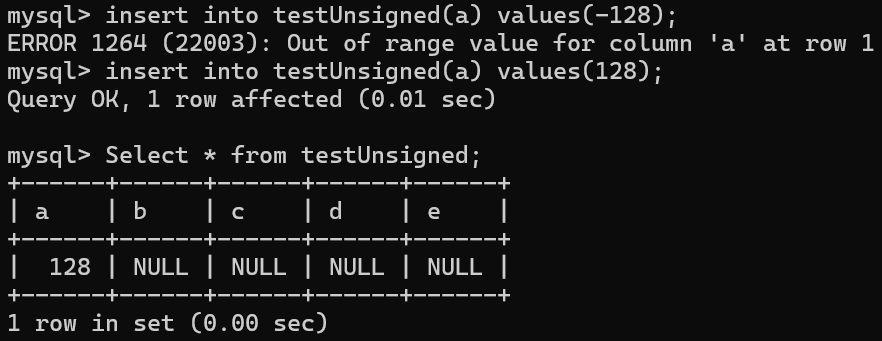 mysql> insert into testUnsigned(a) values(-128);
ERROR 1264 (22003): Out of range value for column 'a' at row 1
mysql> insert into testUnsigned(a) values(128);
Query OK, 1 row affected (0.01 sec)

mysql> Select * from testUnsigned;
+------+------+------+------+------+
| a    | b    | c    | d    | e    |
+------+------+------+------+------+
|  128 | NULL | NULL | NULL | NULL |
+------+------+------+------+------+
1 row in set (0.00 sec)